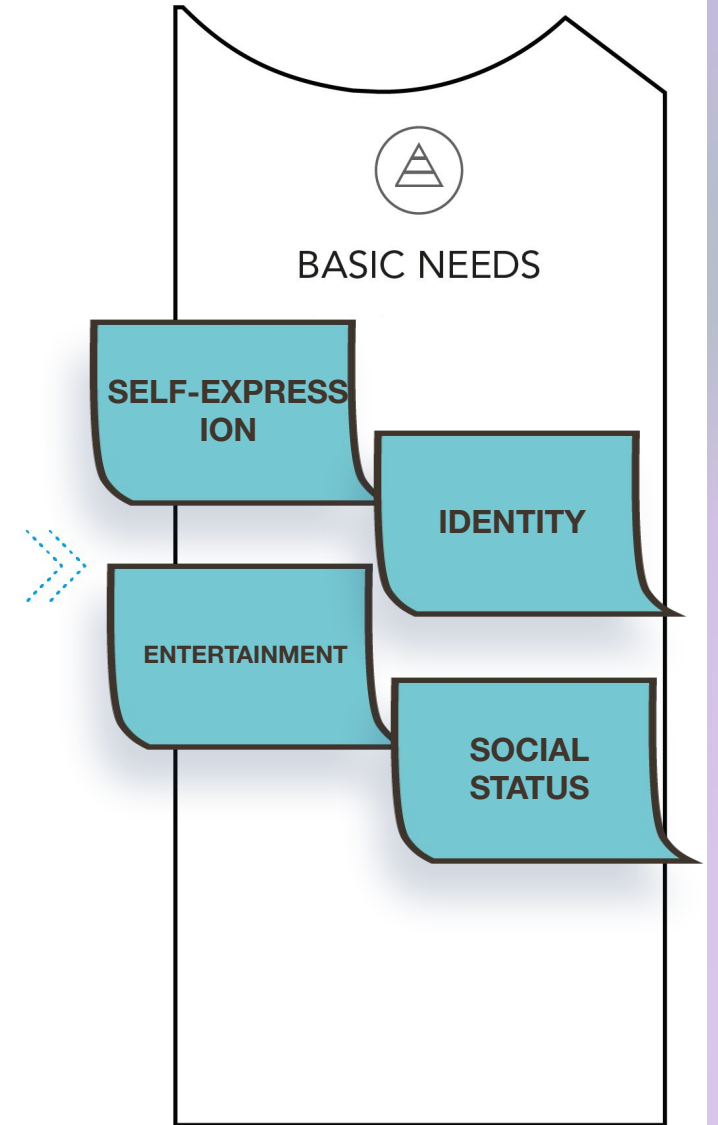 BASIC NEEDS
SELF-EXPRESS
ION
IDENTITY
ENTERTAINMENT
SOCIAL
STATUS